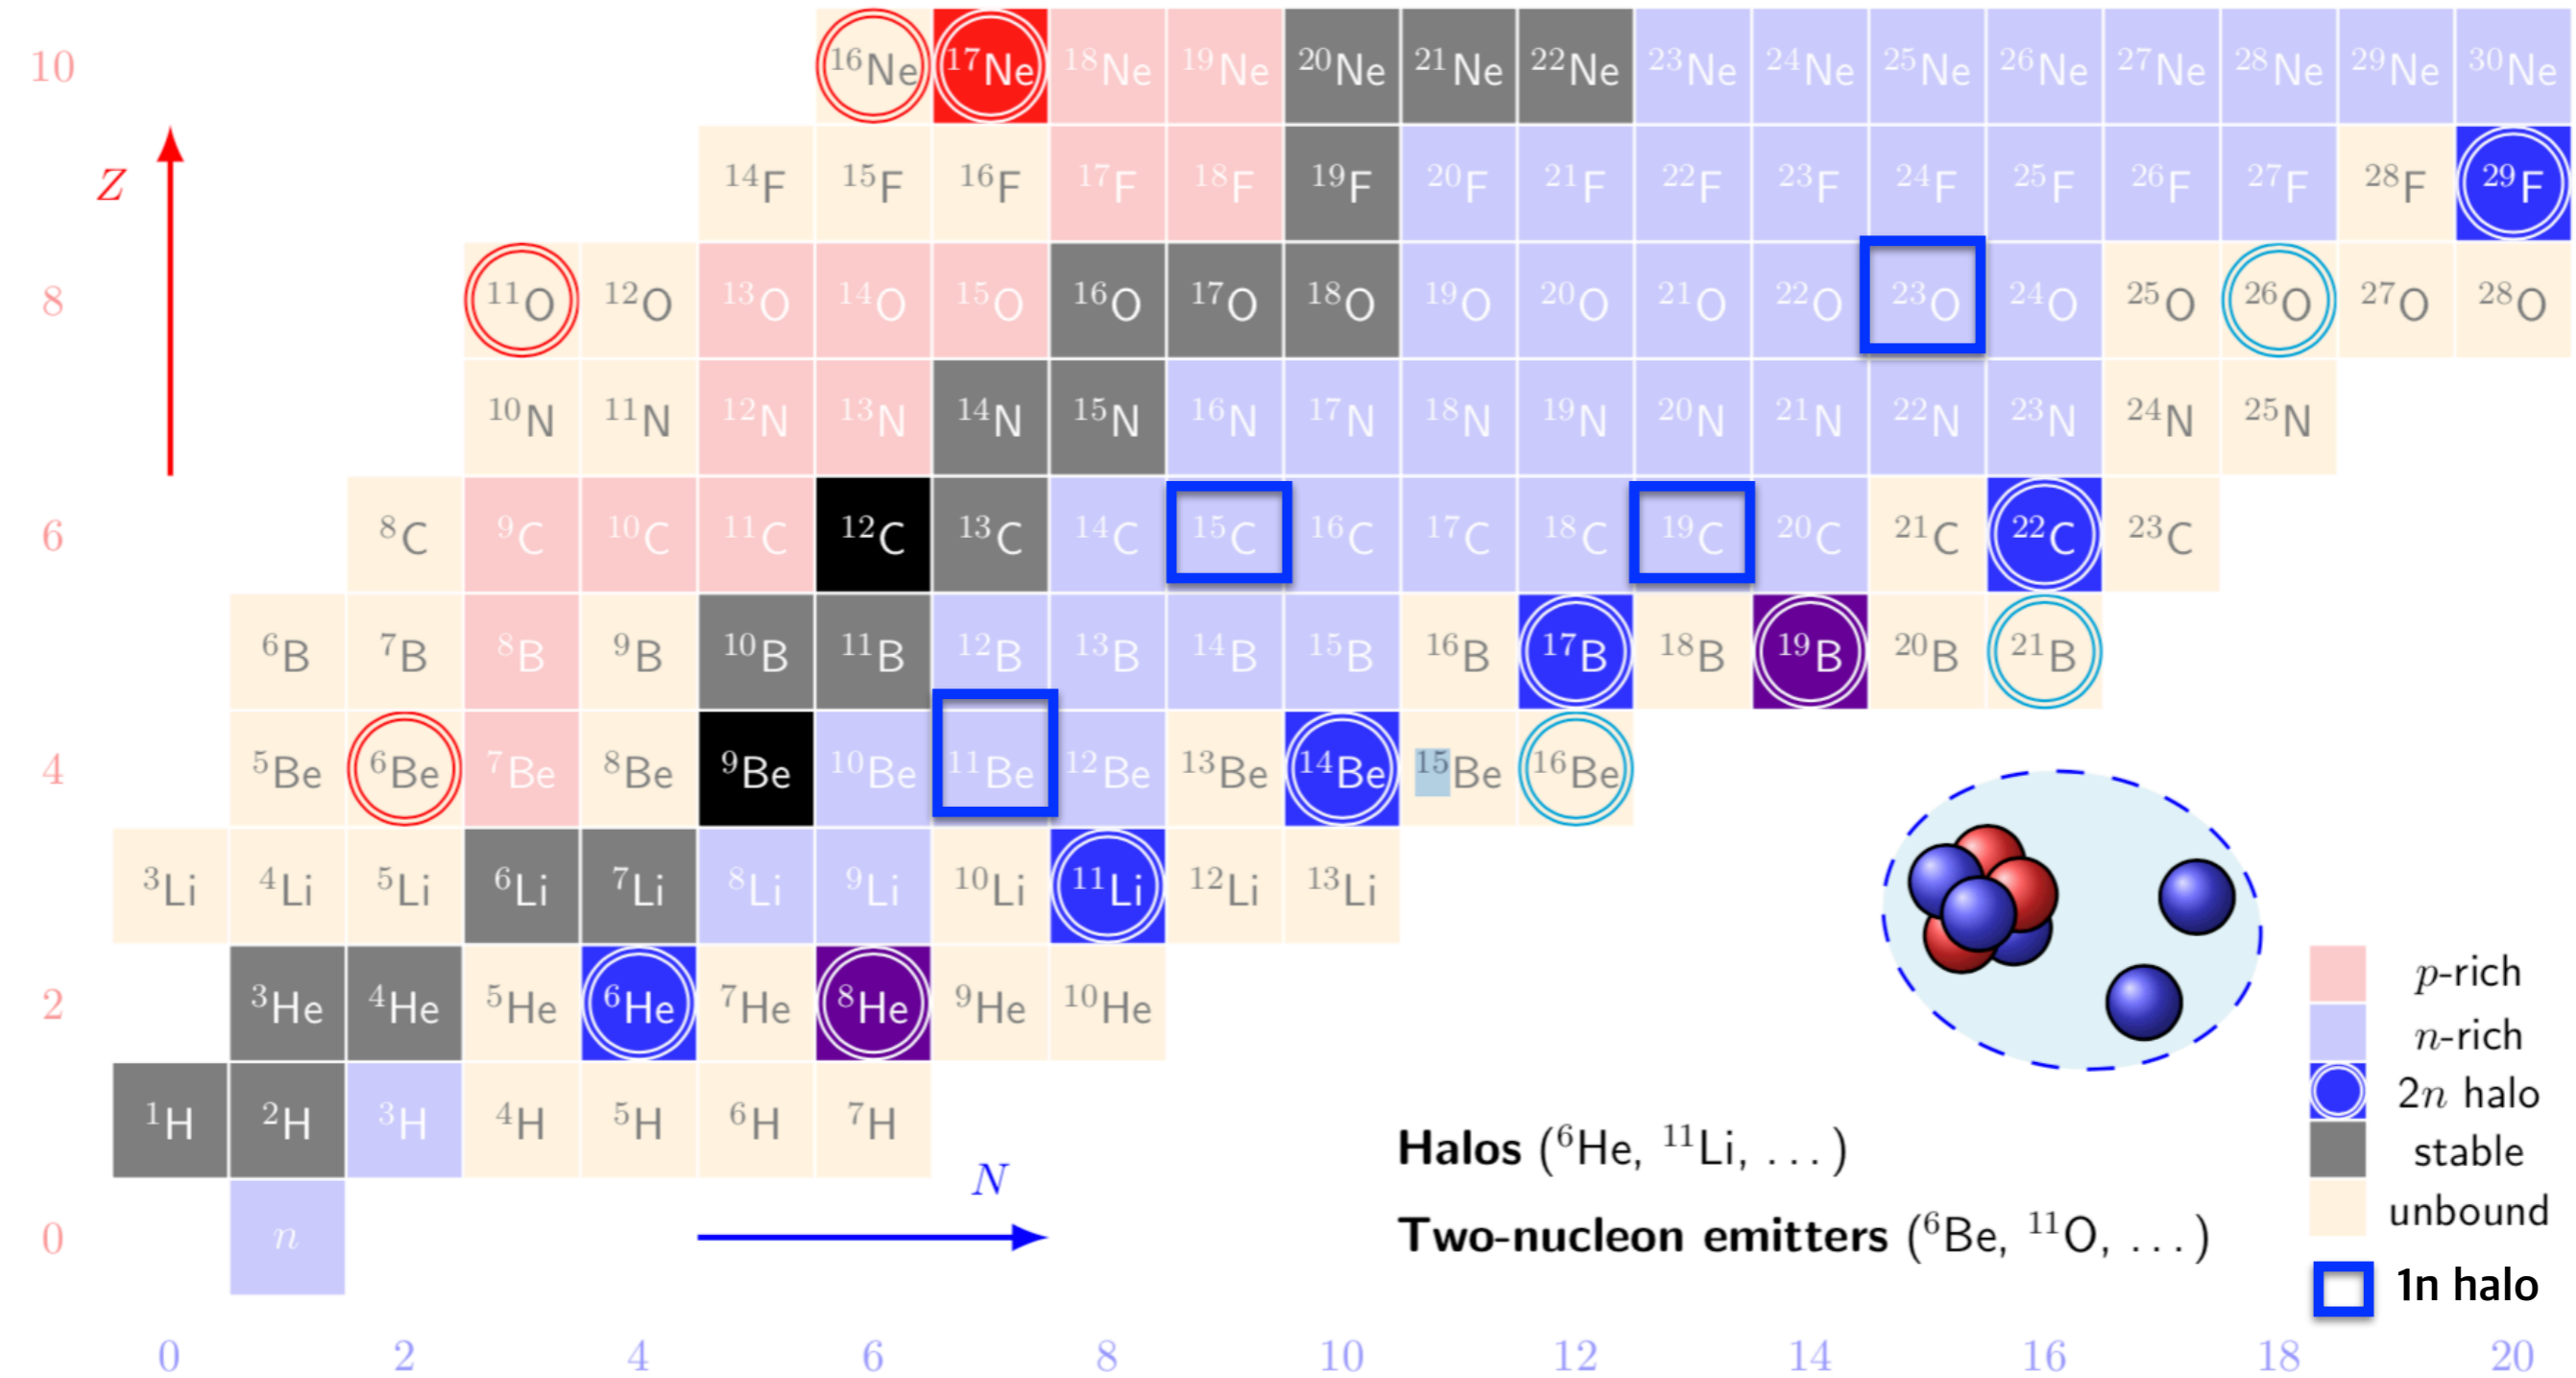 10 ¹⁶Ne ¹⁷Ne ¹⁸Ne ¹⁹Ne ²⁰Ne ²¹Ne ²²Ne ²³Ne ²⁴Ne ²⁵Ne ²⁶Ne ²⁷Ne ²⁸Ne ²⁹Ne ³⁰Ne
Z ¹⁴F ¹⁵F ¹⁶F ¹⁷F ¹⁸F ¹⁹F ²⁰F ²¹F ²²F ²³F ²⁴F ²⁵F ²⁶F ²⁷F ²⁸F ²⁹F
8 ¹¹O ¹²O ¹³O ¹⁴O ¹⁵O ¹⁶O ¹⁷O ¹⁸O ¹⁹O ²⁰O ²¹O ²²O ²³O ²⁴O ²⁵O ²⁶O ²⁷O ²⁸O
¹⁰N ¹¹N ¹²N ¹³N ¹⁴N ¹⁵N ¹⁶N ¹⁷N ¹⁸N ¹⁹N ²⁰N ²¹N ²²N ²³N ²⁴N ²⁵N
6 ⁸C ⁹C ¹⁰C ¹¹C ¹²C ¹³C ¹⁴C ¹⁵C ¹⁶C ¹⁷C ¹⁸C ¹⁹C ²⁰C ²¹C ²²C ²³C
⁶B ⁷B ⁸B ⁹B ¹⁰B ¹¹B ¹²B ¹³B ¹⁴B ¹⁵B ¹⁶B ¹⁷B ¹⁸B ¹⁹B ²⁰B ²¹B
4 ⁵Be ⁶Be ⁷Be ⁸Be ⁹Be ¹⁰Be ¹¹Be ¹²Be ¹³Be ¹⁴Be ¹⁵Be ¹⁶Be
³Li ⁴Li ⁵Li ⁶Li ⁷Li ⁸Li ⁹Li ¹⁰Li ¹¹Li ¹²Li ¹³Li
2 ³He ⁴He ⁵He ⁶He ⁷He ⁸He ⁹He ¹⁰He
¹H ²H ³H ⁴H ⁵H ⁶H ⁷H
0 n
N
0 2 4 6 8 10 12 14 16 18 20
Halos (⁶He, ¹¹Li, ...)
Two-nucleon emitters (⁶Be, ¹¹O, ...)
p-rich
n-rich
2n halo
stable
unbound
1n halo